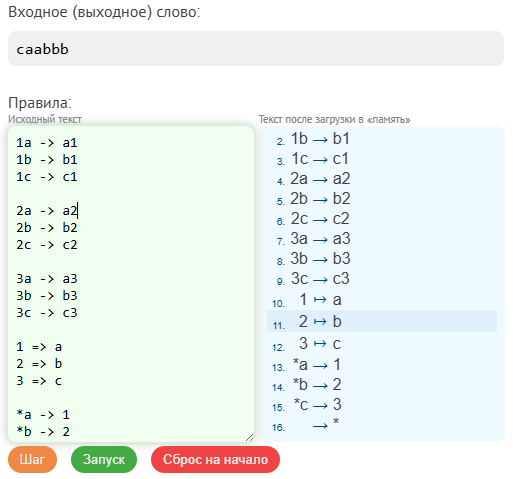 Входное (выходное) слово:
caabbb
Правила:
Исходный текст
Текст после загрузки в «память»
1a -> a1
1b -> b1
1c -> c1
2a -> a2
2b -> b2
2c -> c2
3a -> a3
3b -> b3
3c -> c3
1 => a
2 => b
3 => c
*a -> 1
*b -> 2
2. 1b → b1
3. 1c → c1
4. 2a → a2
5. 2b → b2
6. 2c → c2
7. 3a → a3
8. 3b → b3
9. 3c → c3
10. 1 ↦ a
11. 2 ↦ b
12. 3 ↦ c
13. *a → 1
14. *b → 2
15. *c → 3
16. → *
Шаг
Запуск
Сброс на начало